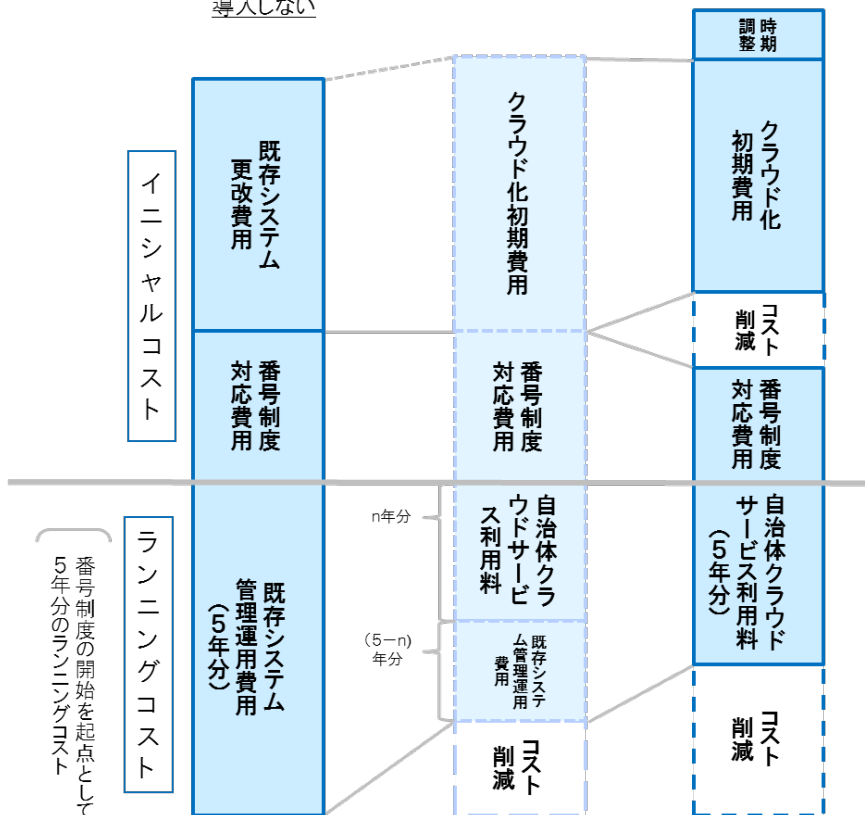 導入しない
イニシャルコスト
ランニングコスト
番号制度の開始を起点として
5年分のランニングコスト
既存システム
更改費用
番号制度
対応費用
既存システム
管理運用費用
(5年分)
クラウド化初期費用
番号制度
対応費用
n年分
自治体クラ
ウドサービ
ス利用料
(5−n)
年分
既存システ
ム管理運用
費用
コスト
削減
時期
調整
クラウド化
初期費用
コスト
削減
番号制度
対応費用
自治体クラウド
サービス利用料
(5年分)
コスト
削減